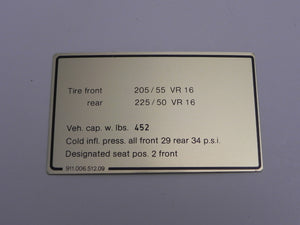 Tire front 205/55 VR 16
rear 225/50 VR 16
Veh. cap. w. lbs. 452
Cold infl. press. all front 29 rear 34 p.s.i.
Designated seat pos. 2 front
911.006.512.09